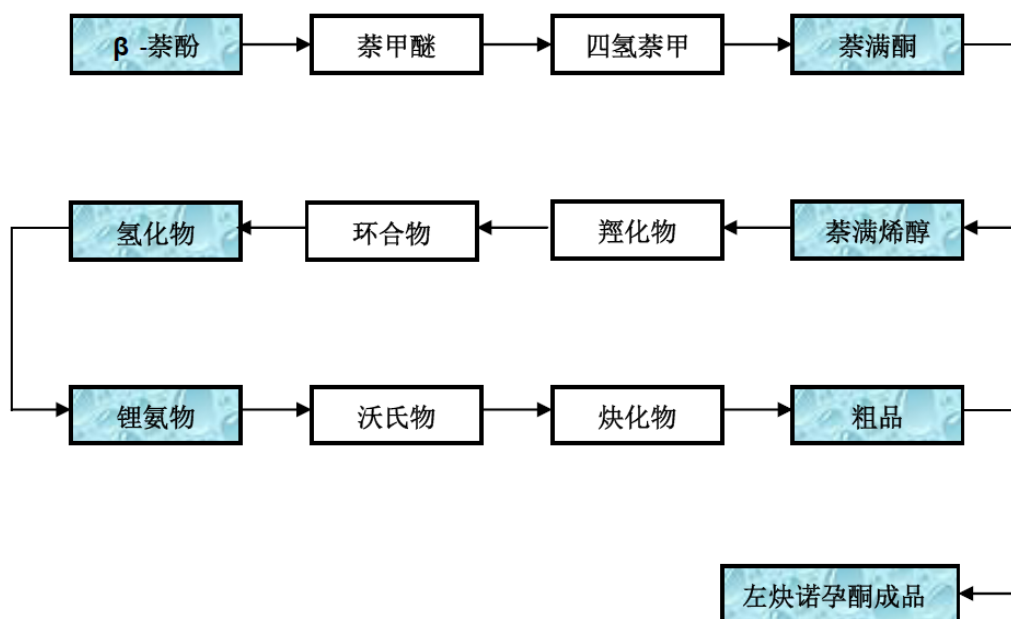 β -萘酚
萘甲醚
四氢萘甲
萘满酮
氢化物
环合物
羥化物
萘满烯醇
锂氨物
沃氏物
炔化物
粗品
左炔诺孕酮成品